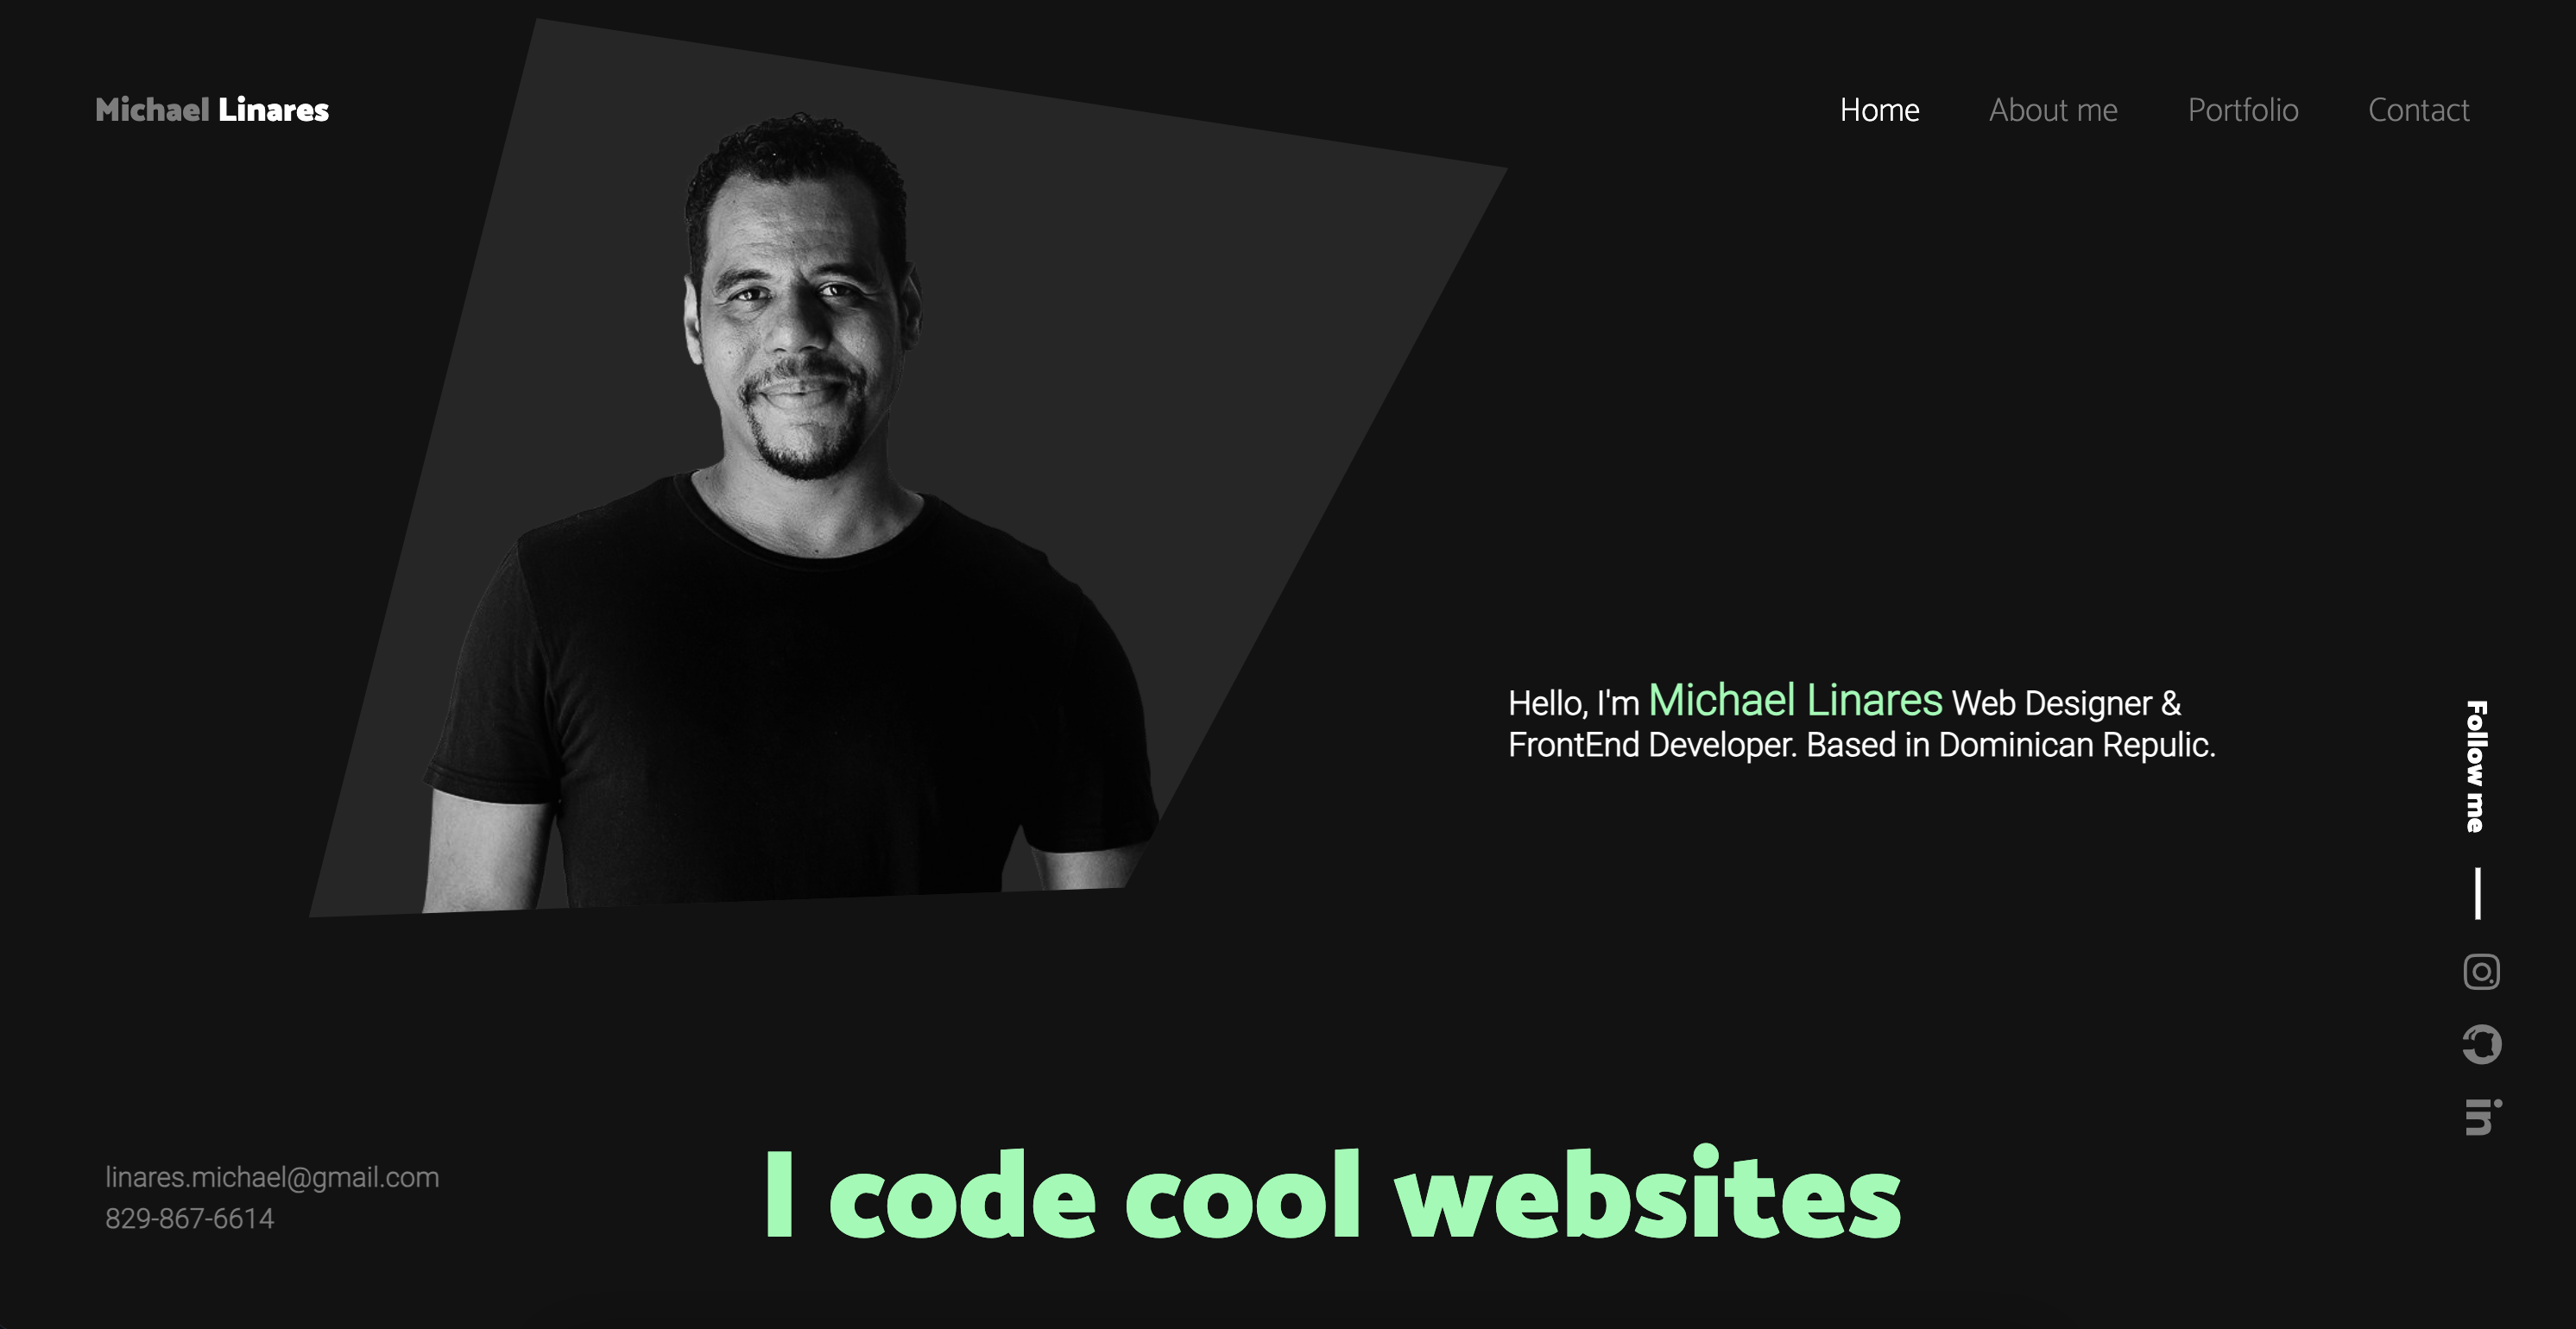 Michael Linares
Home
About me
Portfolio
Contact
Hello, I'm Michael Linares Web Designer &
FrontEnd Developer. Based in Dominican Repulic.
Follow me
in
linares.michael@gmail.com
829-867-6614
I code cool websites